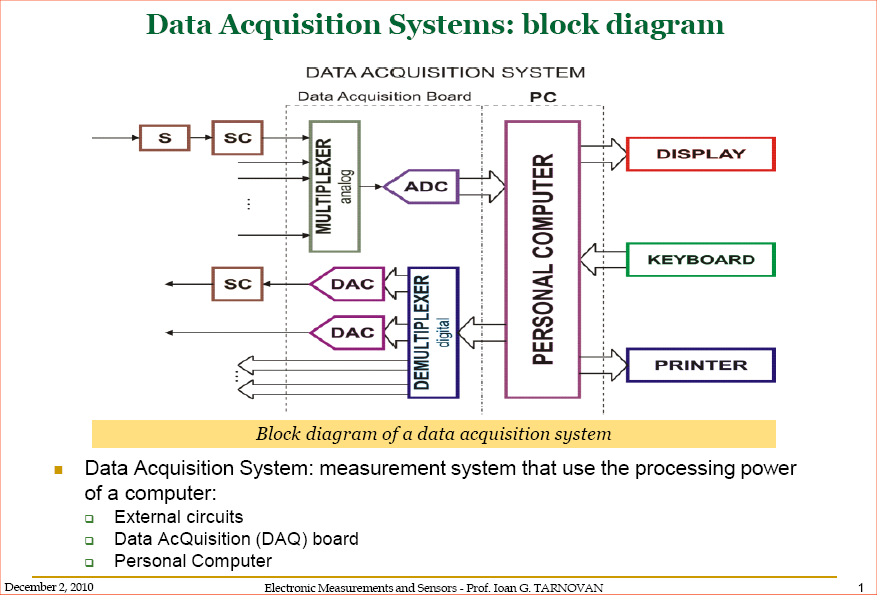 Data Acquisition Systems: block diagram
DATA ACQUISITION SYSTEM
Data Acquisition Board
PC
S
SC
MULTIPLEXER
analog
ADC
PERSONAL COMPUTER
DISPLAY
...
KEYBOARD
SC
DAC
DEMULTIPLEXER
digital
DAC
PRINTER
...
Block diagram of a data acquisition system
Data Acquisition System: measurement system that use the processing power
of a computer:
External circuits
Data AcQuisition (DAQ) board
Personal Computer
December 2, 2010
Electronic Measurements and Sensors - Prof. Ioan G. TARNOVAN
1